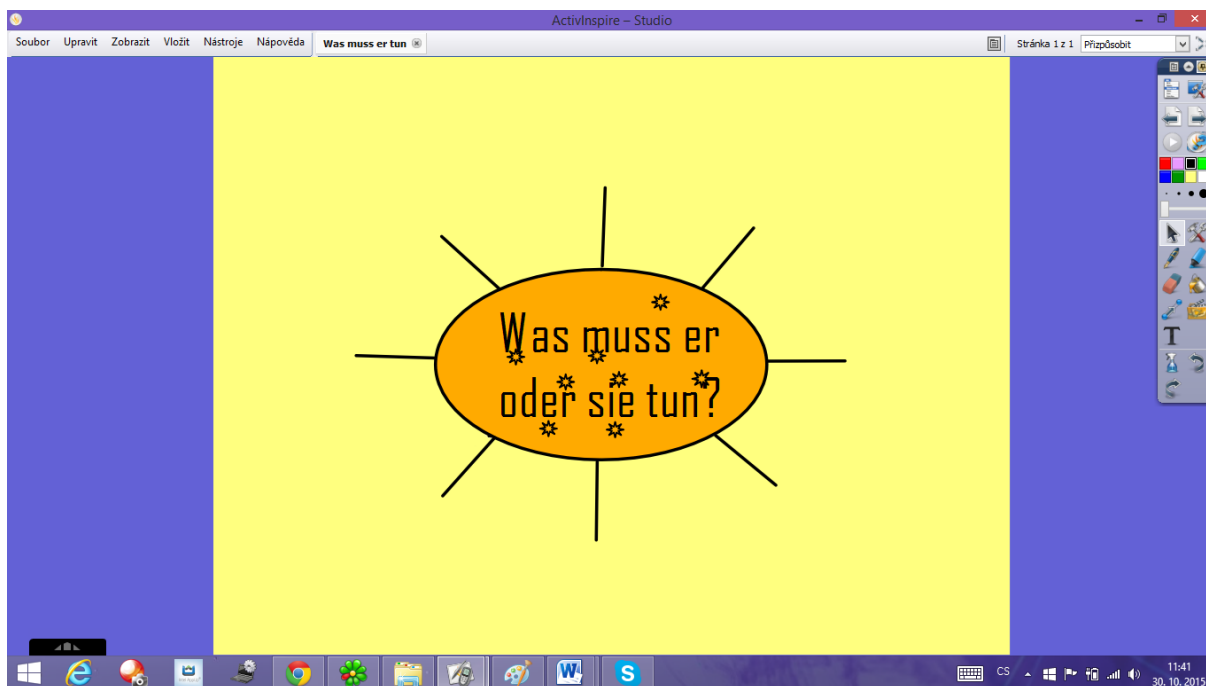 ActivInspire – Studio
Soubor Upravit Zobrazit Vložit Nástroje Nápověda Was muss er tun Stránka 1 z 1 Přizpůsobit
Was muss er
oder sie tun?
T
CS 11:41
30. 10. 2015